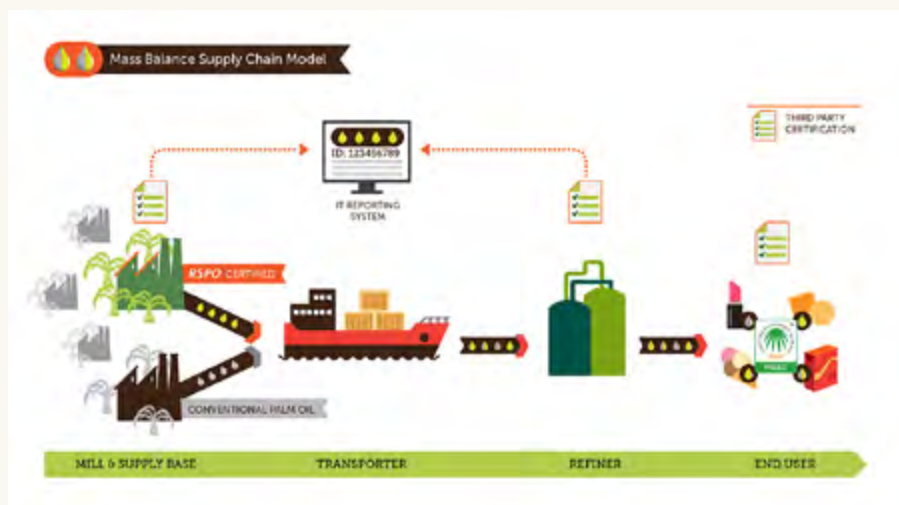 Mass Balance Supply Chain Model
THIRD PARTY
CERTIFICATION
ID: 123456789
IT REPORTING
SYSTEM
RSPO CERTIFIED
CONVENTIONAL PALM OIL
MILL & SUPPLY BASE
TRANSPORTER
REFINER
END USER